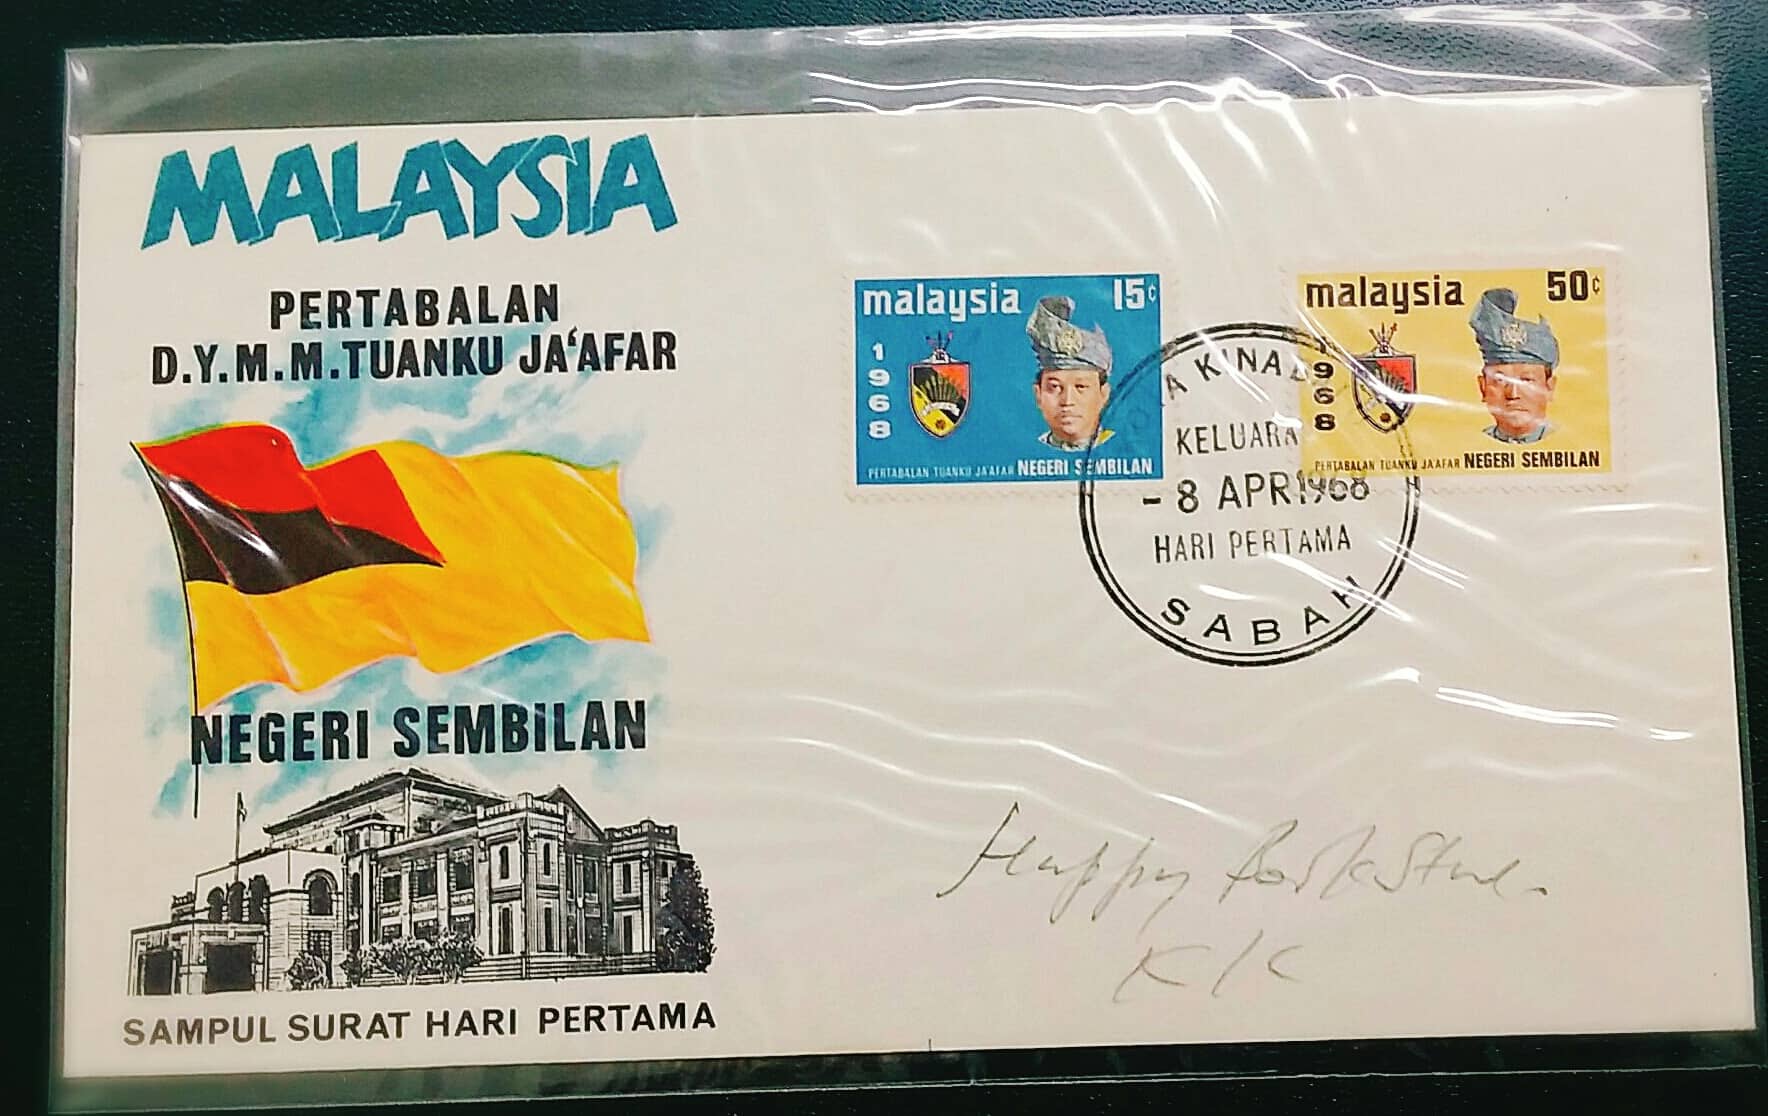 MALAYSIA
PERTABALAN
D.Y.M.M. TUANKU JA'AFAR
NEGERI SEMBILAN
SAMPUL SURAT HARI PERTAMA
malaysia 15¢
1968
PERTABALAN TUANKU JA'AFAR NEGERI SEMBILAN
malaysia 50¢
1968
PERTABALAN TUANKU JA'AFAR NEGERI SEMBILAN
KELUARAN
- 8 APR 1968
HARI PERTAMA
SABAH
Happy
K K